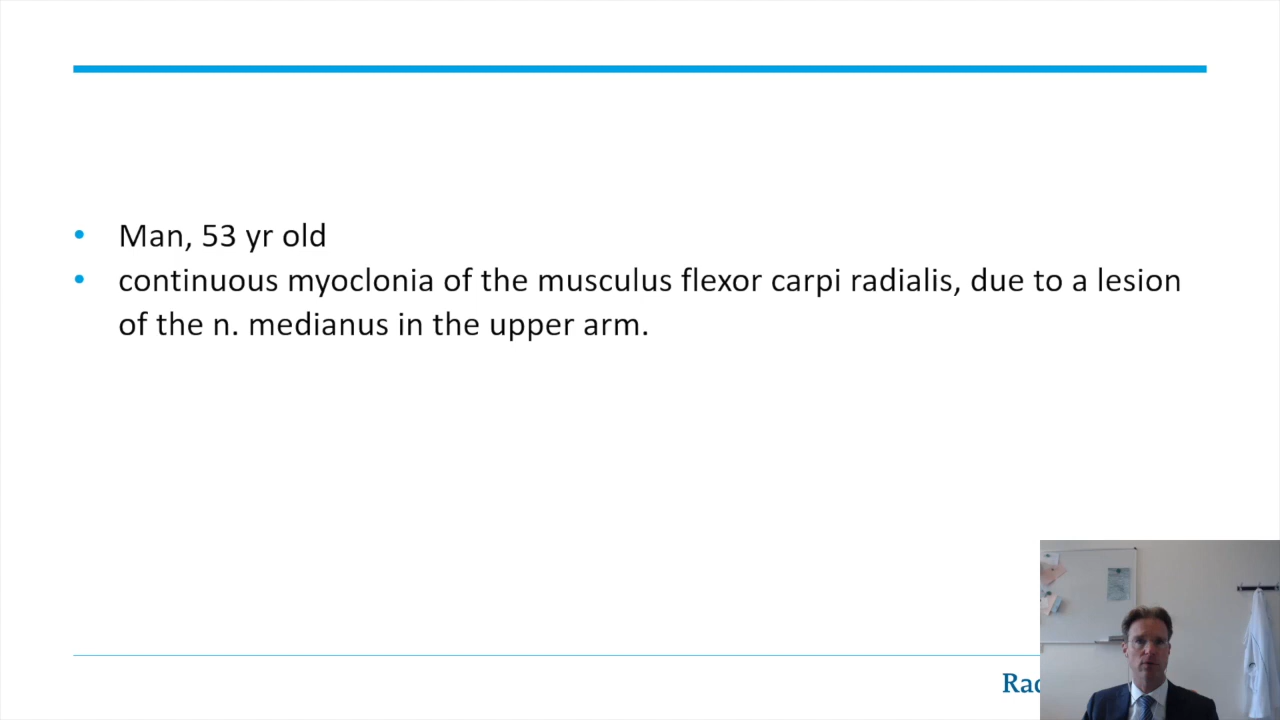 • Man, 53 yr old
• continuous myoclonia of the musculus flexor carpi radialis, due to a lesion
of the n. medianus in the upper arm.